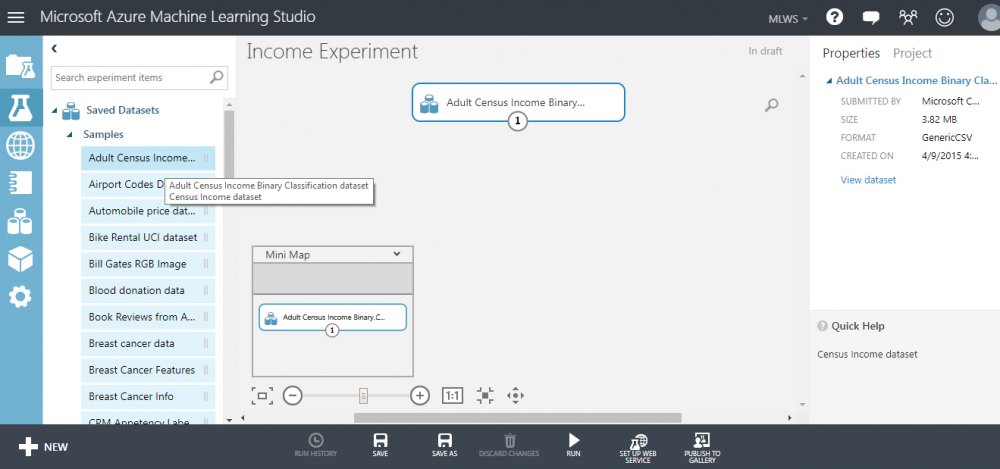 Microsoft Azure Machine Learning Studio
MLWS
?
Search experiment items
Saved Datasets
Samples
Adult Census Income...
Airport Codes D
Adult Census Income Binary Classification dataset
Census Income dataset
Automobile price dat...
Bike Rental UCI dataset
Bill Gates RGB Image
Blood donation data
Book Reviews from A...
Breast cancer data
Breast Cancer Features
Breast Cancer Info
CRM Appetency Labe
Income Experiment
In draft
Adult Census Income Binary...
1
Mini Map
Adult Census Income Binary.C...
1
1:1
Properties Project
Adult Census Income Binary Cla...
SUBMITTED BY Microsoft C...
SIZE 3.82 MB
FORMAT GenericCSV
CREATED ON 4/9/2015 4:...
View dataset
? Quick Help
Census Income dataset
NEW
RUN HISTORY
SAVE
SAVE AS
DISCARD CHANGES
RUN
SET UP WEB
SERVICE
PUBLISH TO
GALLERY